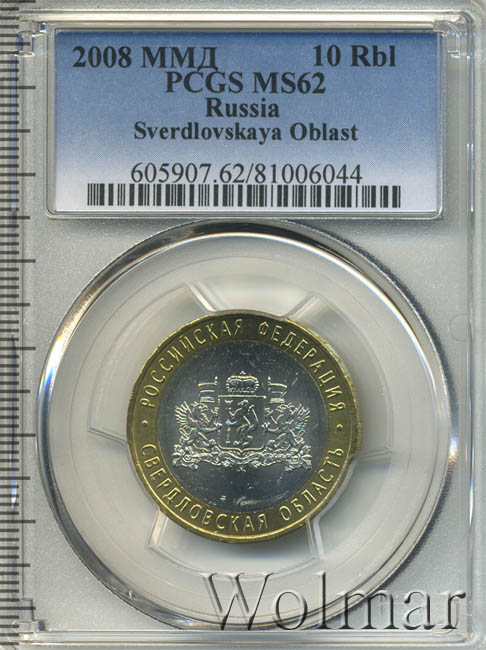 2008 ММД 10 Rbl
PCGS MS62
Russia
Sverdlovskaya Oblast
605907.62/81006044
РОССИЙСКАЯ ФЕДЕРАЦИЯ
СВЕРДЛОВСКАЯ ОБЛАСТЬ
Wolmar